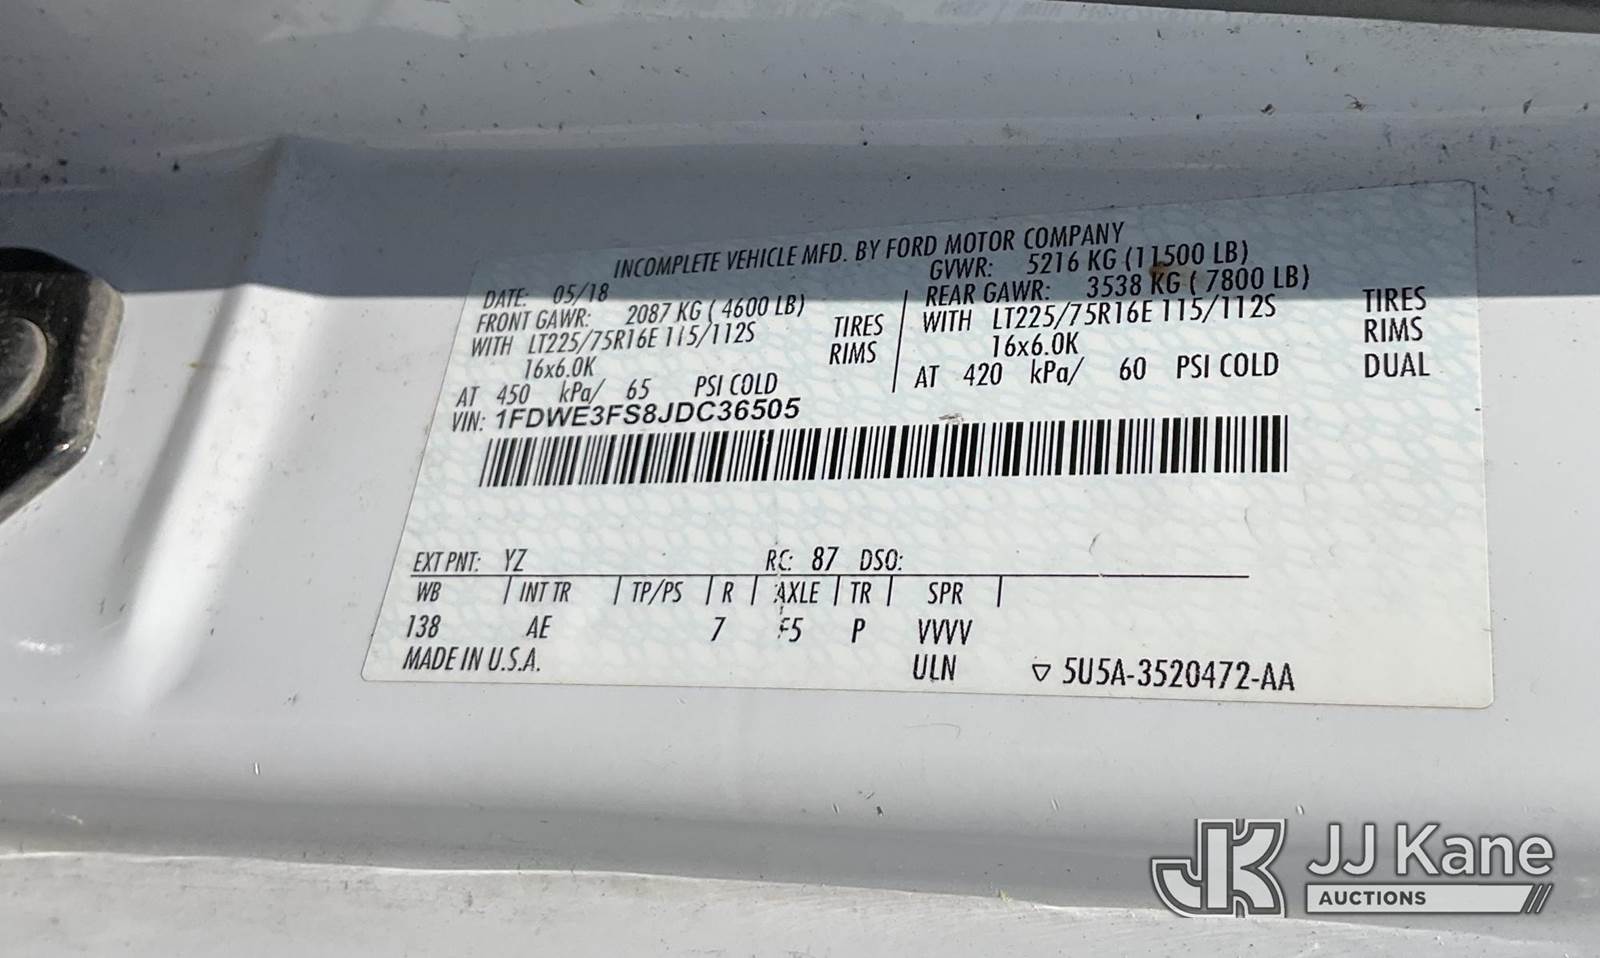 INCOMPLETE VEHICLE MFD. BY FORD MOTOR COMPANY
DATE: 05/18 GVWR: 5216 KG (11500 LB)
FRONT GAWR: 2087 KG ( 4600 LB) REAR GAWR: 3538 KG ( 7800 LB)
WITH LT225/75R16E 115/112S TIRES WITH LT225/75R16E 115/112S TIRES
16x6.0K RIMS 16x6.0K RIMS
AT 450 kPa/ 65 PSI COLD AT 420 kPa/ 60 PSI COLD DUAL
VIN: 1FDWE3FS8JDC36505
EXT PNT: YZ RC: 87 DSO:
WB INT TR TP/PS R AXLE TR SPR
138 AE 7 F5 P VVVV
MADE IN U.S.A. ULN 5U5A-3520472-AA
JK JJ Kane
AUCTIONS